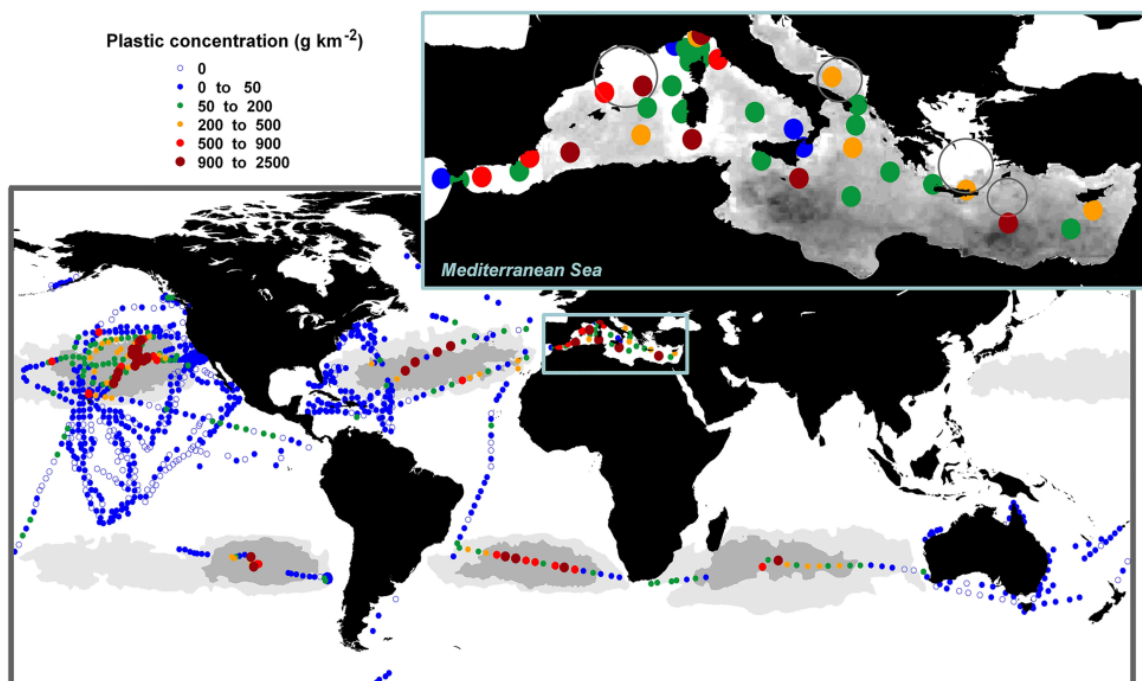 Plastic concentration (g km⁻²)
0
0 to 50
50 to 200
200 to 500
500 to 900
900 to 2500
Mediterranean Sea